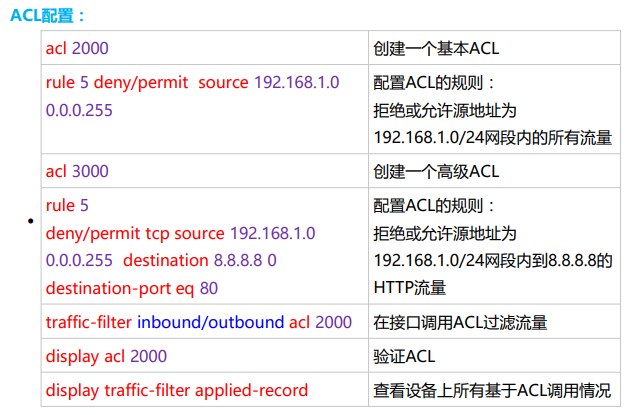 ACL配置：
acl 2000
创建一个基本ACL
rule 5 deny/permit source 192.168.1.0
0.0.0.255
配置ACL的规则：
拒绝或允许源地址为
192.168.1.0/24网段内的所有流量
acl 3000
创建一个高级ACL
rule 5
deny/permit tcp source 192.168.1.0
0.0.0.255 destination 8.8.8.8 0
destination-port eq 80
配置ACL的规则：
拒绝或允许源地址为
192.168.1.0/24网段内到8.8.8.8的
HTTP流量
traffic-filter inbound/outbound acl 2000
在接口调用ACL过滤流量
display acl 2000
验证ACL
display traffic-filter applied-record
查看设备上所有基于ACL调用情况